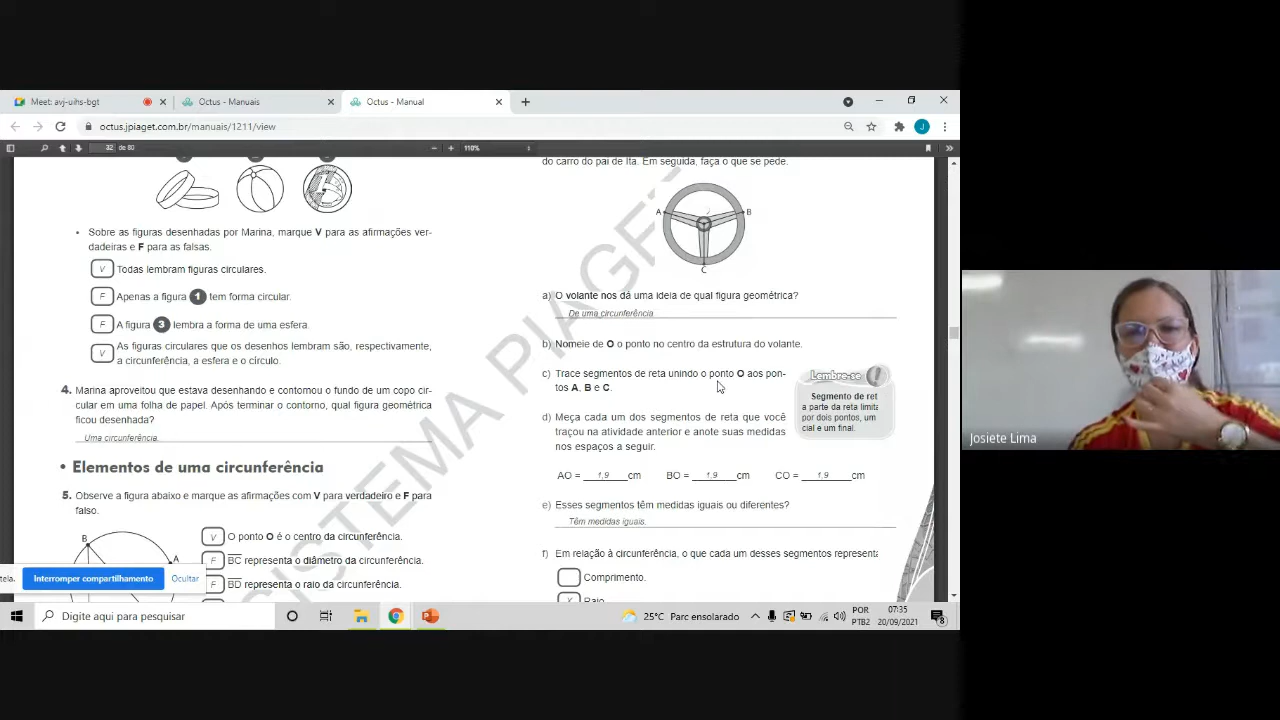 Meet: avj-uihs-bgt
Octus - Manuais
Octus - Manual
octus.jpiaget.com.br/manuais/1211/view
32 de 80
110%
Sobre as figuras desenhadas por Marina, marque V para as afirmações ver-
dadeiras e F para as falsas.
V Todas lembram figuras circulares.
F Apenas a figura 1 tem forma circular.
F A figura 3 lembra a forma de uma esfera
V As figuras circulares que os desenhos lembram são, respectivamente,
a circunferência, a esfera e o círculo.
4. Marina aproveitou que estava desenhando e contornou o fundo de um copo cir-
cular em uma folha de papel. Após terminar o contorno, qual figura geométrica
ficou desenhada?
Uma circunferência.
• Elementos de uma circunferência
5. Observe a figura abaixo e marque as afirmações com V para verdadeiro e F para
falso.
B
A
V O ponto O é o centro da circunferência.
F BC representa o diâmetro da circunferência.
F BD representa o raio da circunferência.
do carro do pai de Ita. Em seguida, faça o que se pede.
A
B
C
a) O volante nos dá uma ideia de qual figura geométrica?
De uma circunferência
b) Nomeie de O o ponto no centro da estrutura do volante.
c) Trace segmentos de reta unindo o ponto O aos pon-
tos A, B e C.
Lembre-se
Segmento de ret
a parte da reta limita
por dois pontos, um
cial e um final.
d) Meça cada um dos segmentos de reta que você
traçou na atividade anterior e anote suas medidas
nos espaços a seguir.
AO = 1,9 cm BO = 1,9 cm CO = 1,9 cm
e) Esses segmentos têm medidas iguais ou diferentes?
Têm medidas iguais.
f) Em relação à circunferência, o que cada um desses segmentos representa
Comprimento.
V Raio
SISTEMA PIAGET
tela.
Interromper compartilhamento
Ocultar
Digite aqui para pesquisar
25°C Parc ensolarado
POR
PTB2
07:35
20/09/2021
8
Josiete Lima